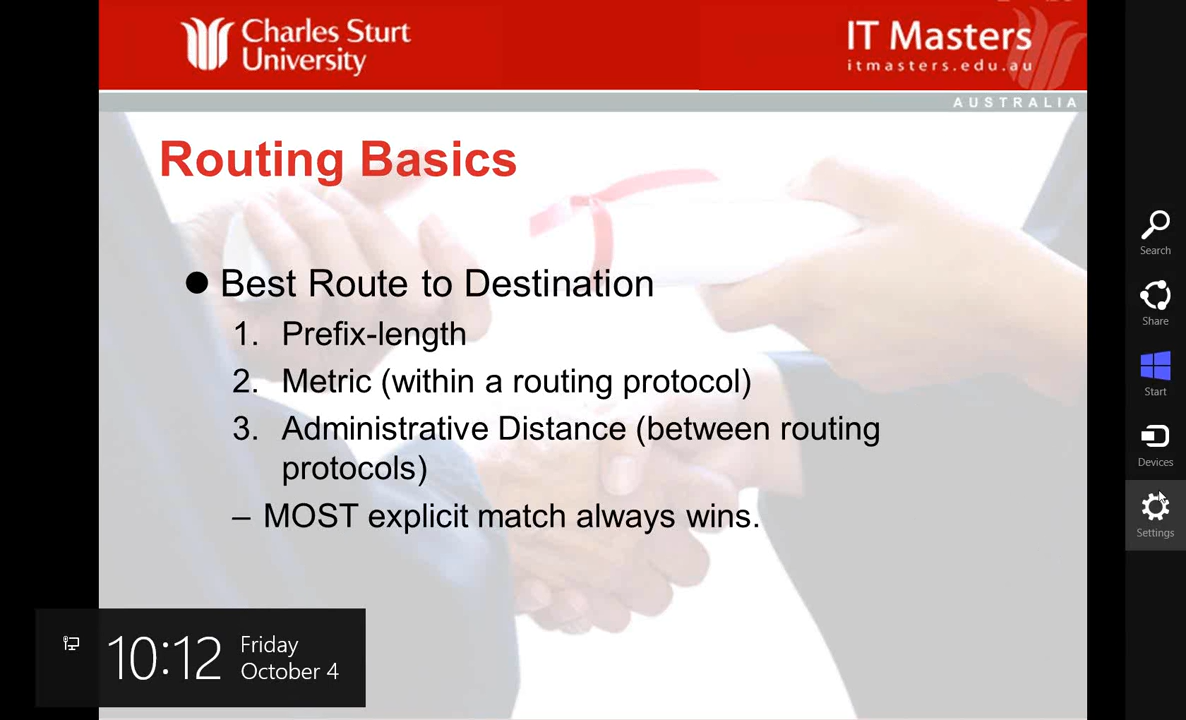 Charles Sturt
University
IT Masters
itmasters.edu.au
AUSTRALIA
Routing Basics
● Best Route to Destination
1. Prefix-length
2. Metric (within a routing protocol)
3. Administrative Distance (between routing
protocols)
– MOST explicit match always wins.
Search
Share
Start
Devices
Settings
10:12
Friday
October 4